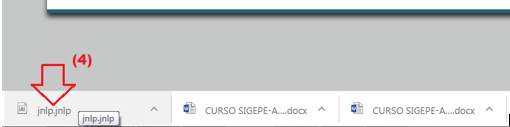 (4)
jnlp.jnlp
CURSO SIGEPE-A....docx
CURSO SIGEPE-A....docx
jnlp.jnlp